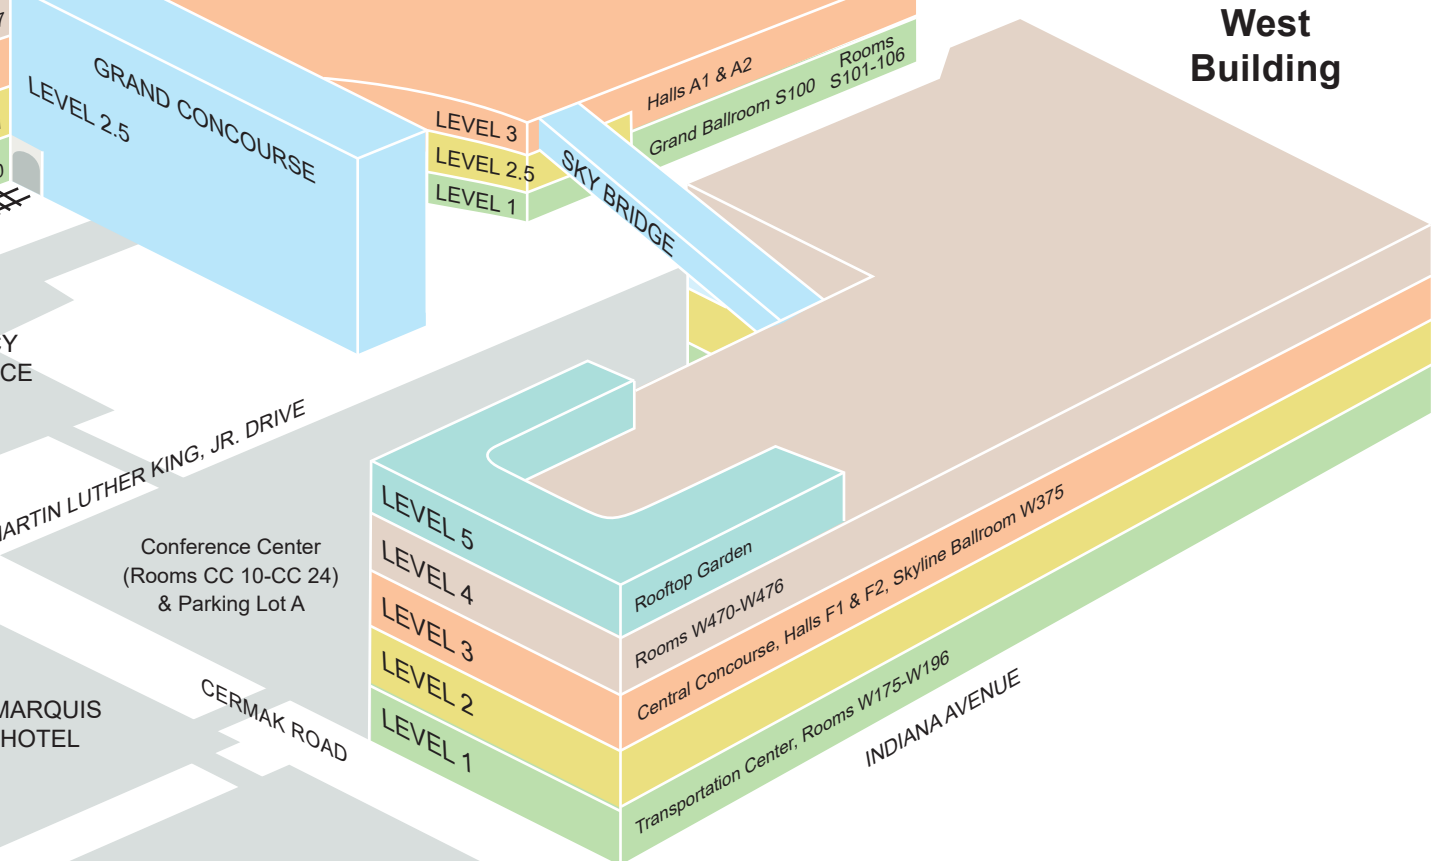 West
Building
GRAND CONCOURSE
LEVEL 2.5
LEVEL 3
LEVEL 2.5
LEVEL 1
Halls A1 & A2
Grand Ballroom S100
Rooms
S101-106
SKY BRIDGE
CY
CE
MARTIN LUTHER KING, JR. DRIVE
Conference Center
(Rooms CC 10-CC 24)
& Parking Lot A
LEVEL 5
LEVEL 4
LEVEL 3
LEVEL 2
LEVEL 1
Rooftop Garden
Rooms W470-W476
Central Concourse, Halls F1 & F2, Skyline Ballroom W375
Transportation Center, Rooms W175-W196
INDIANA AVENUE
CERMAK ROAD
MARQUIS
HOTEL